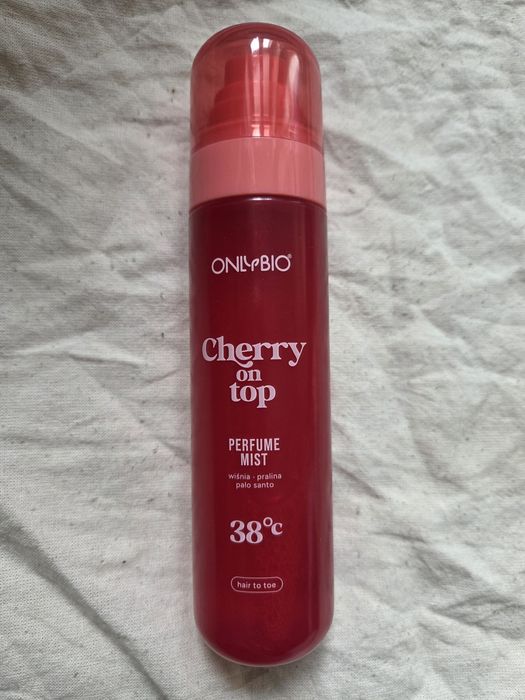 ONLYBIO®
Cherry
on
top
PERFUME
MIST
wiśnia · pralina
palo santo
38°C
hair to toe